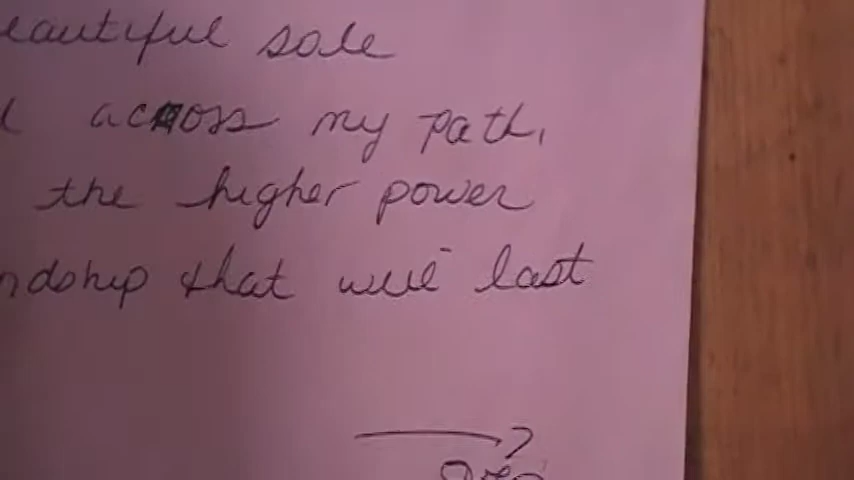 eautiful sole
across my path,
the higher power
ndship that will last